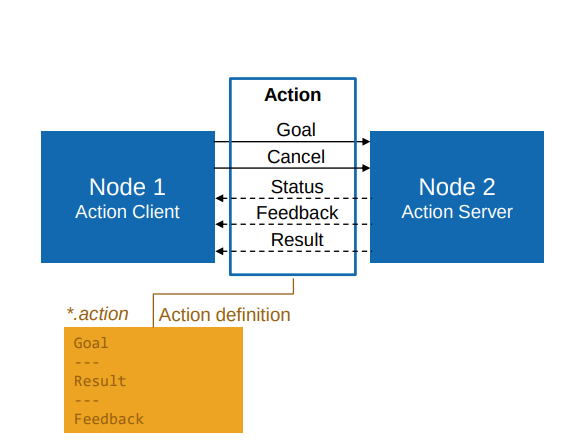 Action
Goal
Cancel
Status
Feedback
Result
Node 1
Action Client
Node 2
Action Server
*.action
Action definition
Goal
---
Result
---
Feedback